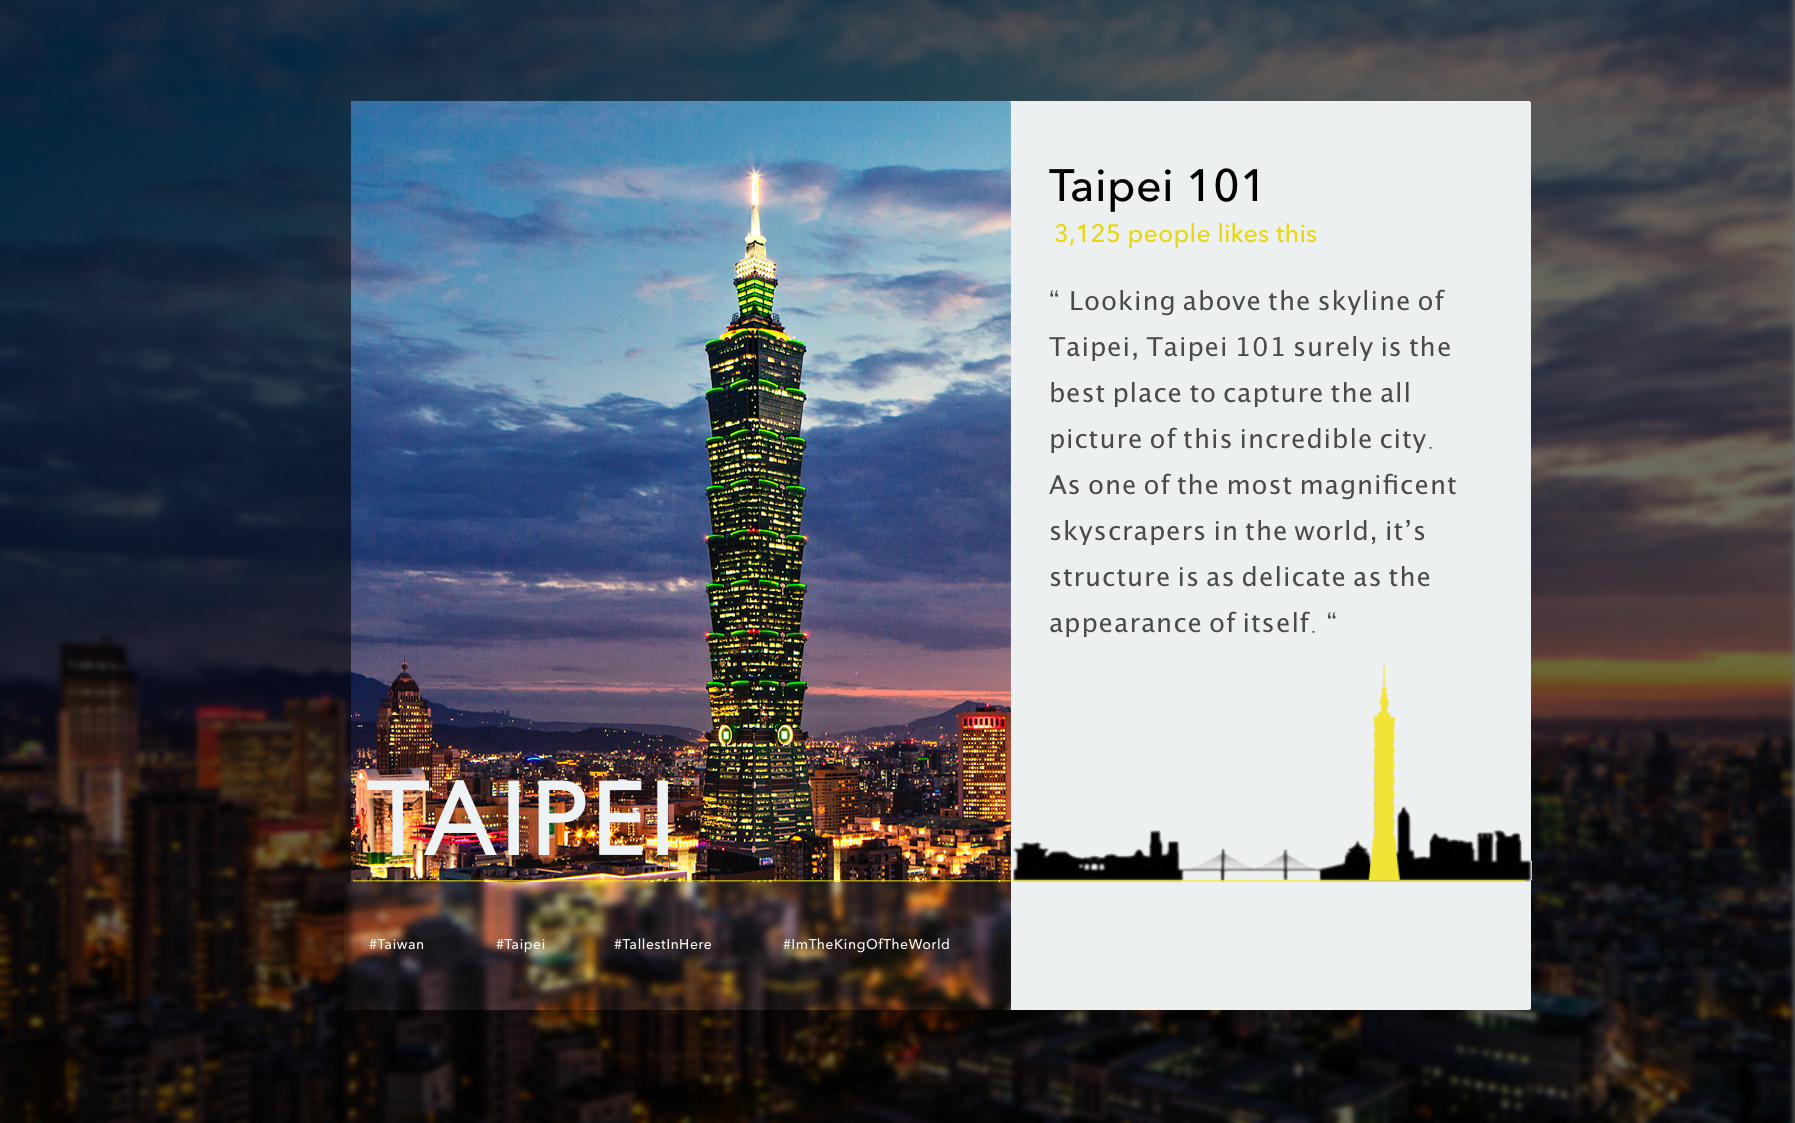 TAIPEI
#Taiwan #Taipei #TallestInHere #ImTheKingOfTheWorld
Taipei 101
3,125 people likes this
“ Looking above the skyline of
Taipei, Taipei 101 surely is the
best place to capture the all
picture of this incredible city.
As one of the most magnificent
skyscrapers in the world, it’s
structure is as delicate as the
appearance of itself. “